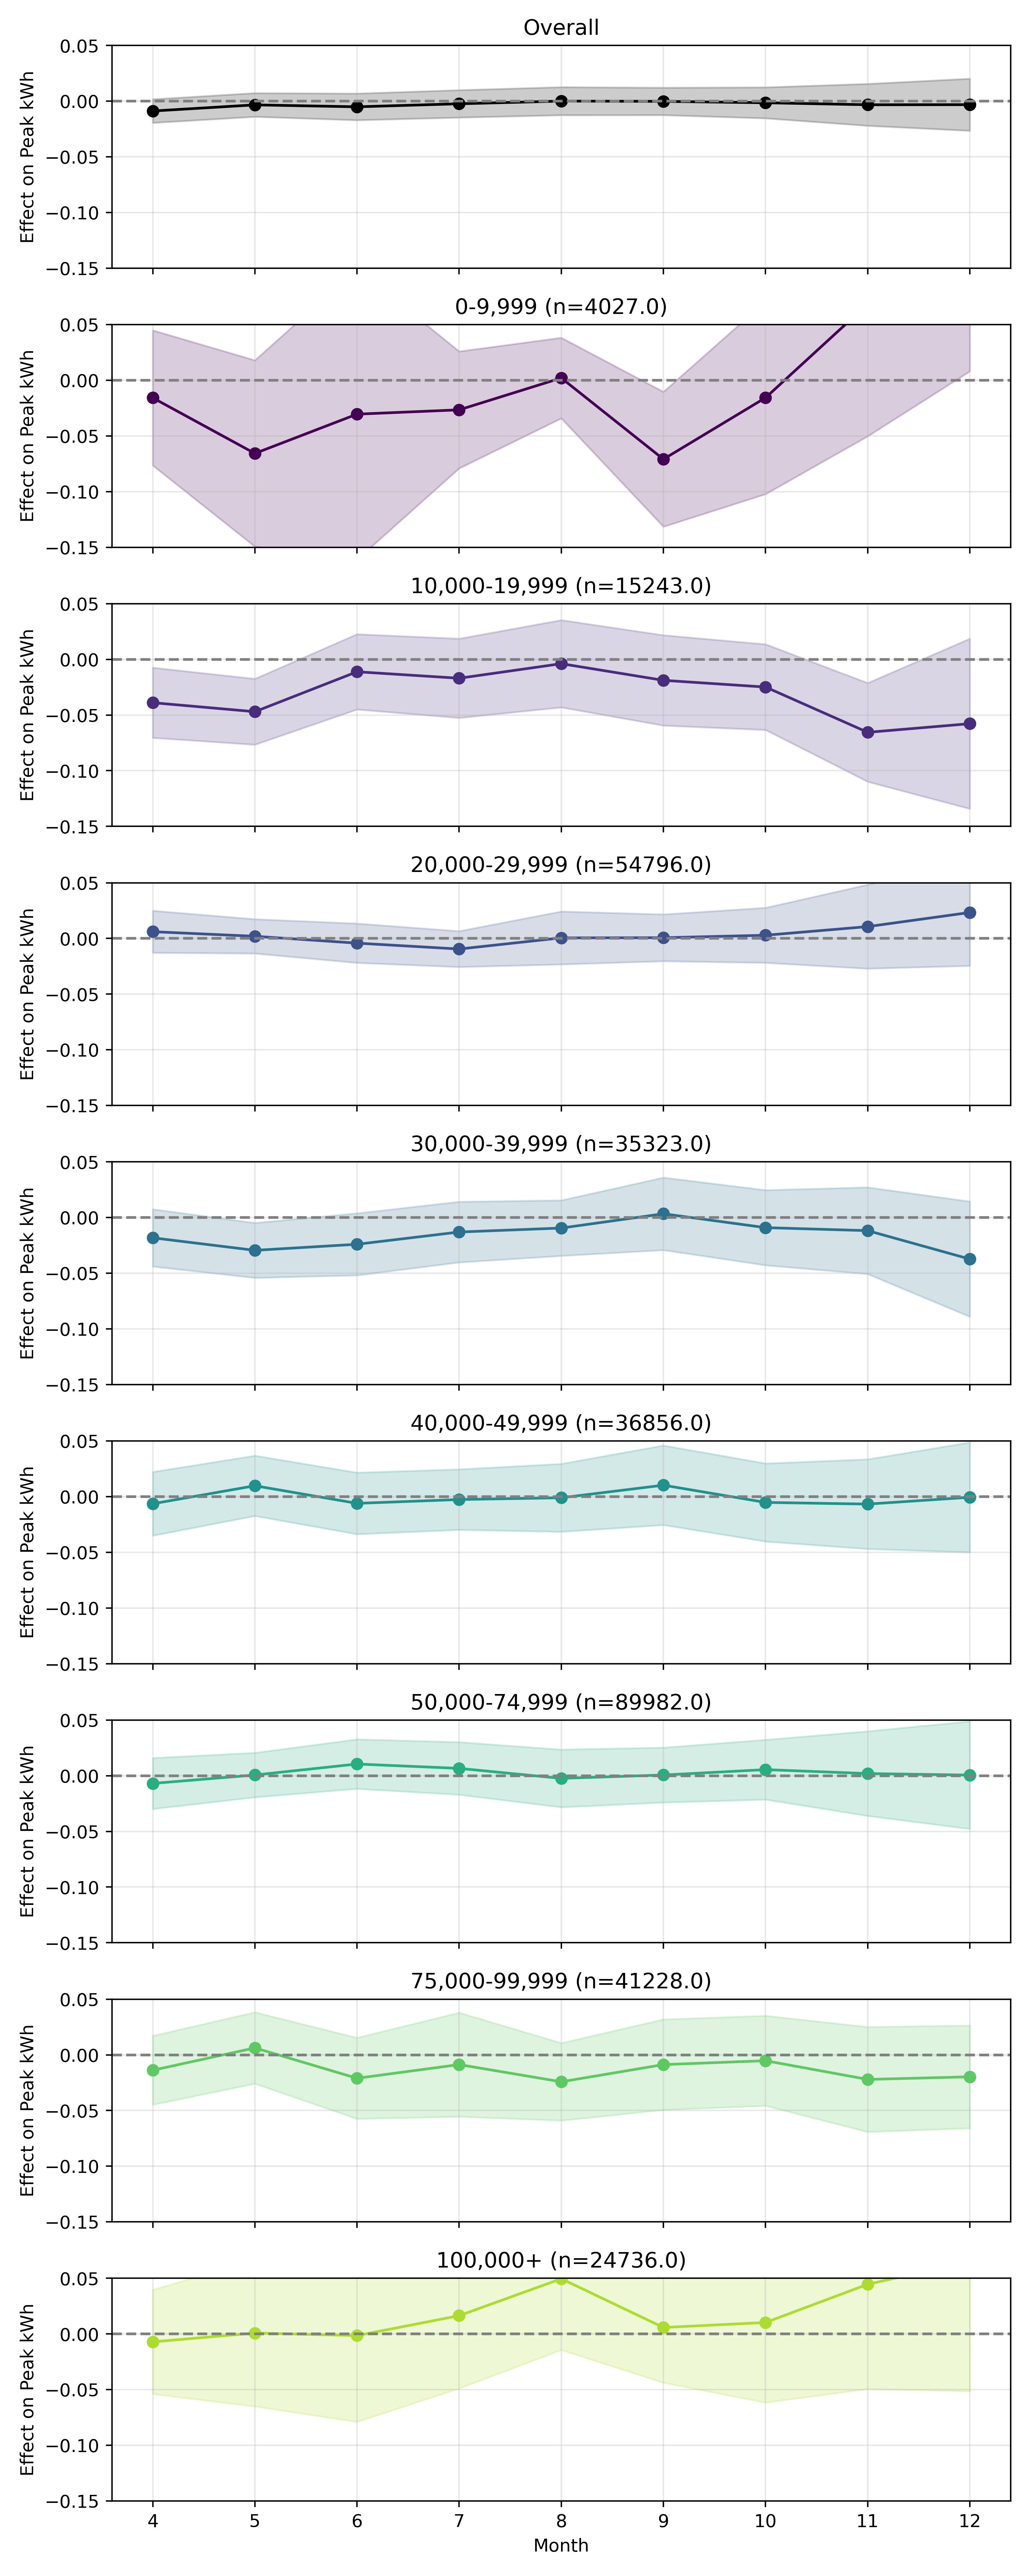 Overall
0.05
0.00
−0.05
−0.10
−0.15
Effect on Peak kWh
0-9,999 (n=4027.0)
0.05
0.00
−0.05
−0.10
−0.15
Effect on Peak kWh
10,000-19,999 (n=15243.0)
0.05
0.00
−0.05
−0.10
−0.15
Effect on Peak kWh
20,000-29,999 (n=54796.0)
0.05
0.00
−0.05
−0.10
−0.15
Effect on Peak kWh
30,000-39,999 (n=35323.0)
0.05
0.00
−0.05
−0.10
−0.15
Effect on Peak kWh
40,000-49,999 (n=36856.0)
0.05
0.00
−0.05
−0.10
−0.15
Effect on Peak kWh
50,000-74,999 (n=89982.0)
0.05
0.00
−0.05
−0.10
−0.15
Effect on Peak kWh
75,000-99,999 (n=41228.0)
0.05
0.00
−0.05
−0.10
−0.15
Effect on Peak kWh
100,000+ (n=24736.0)
0.05
0.00
−0.05
−0.10
−0.15
Effect on Peak kWh
4 5 6 7 8 9 10 11 12
Month